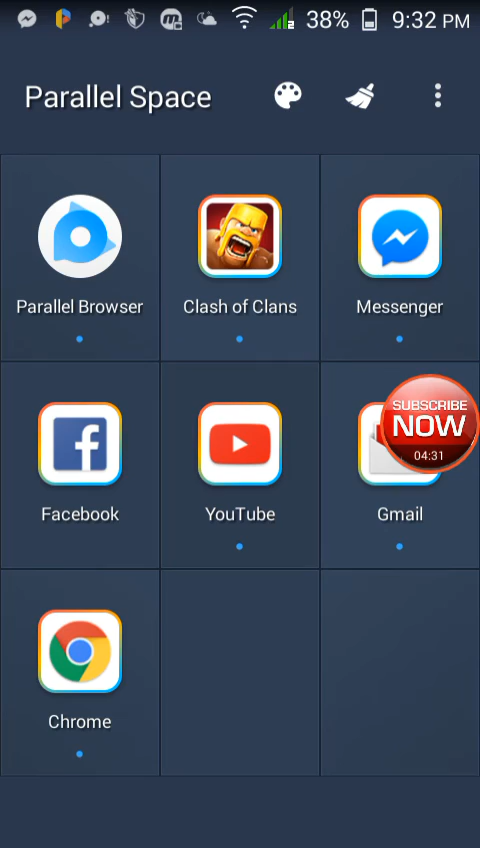 38% 9:32 PM
Parallel Space
Parallel Browser
Clash of Clans
Messenger
Facebook
YouTube
Gmail
SUBSCRIBE
NOW
04:31
Chrome